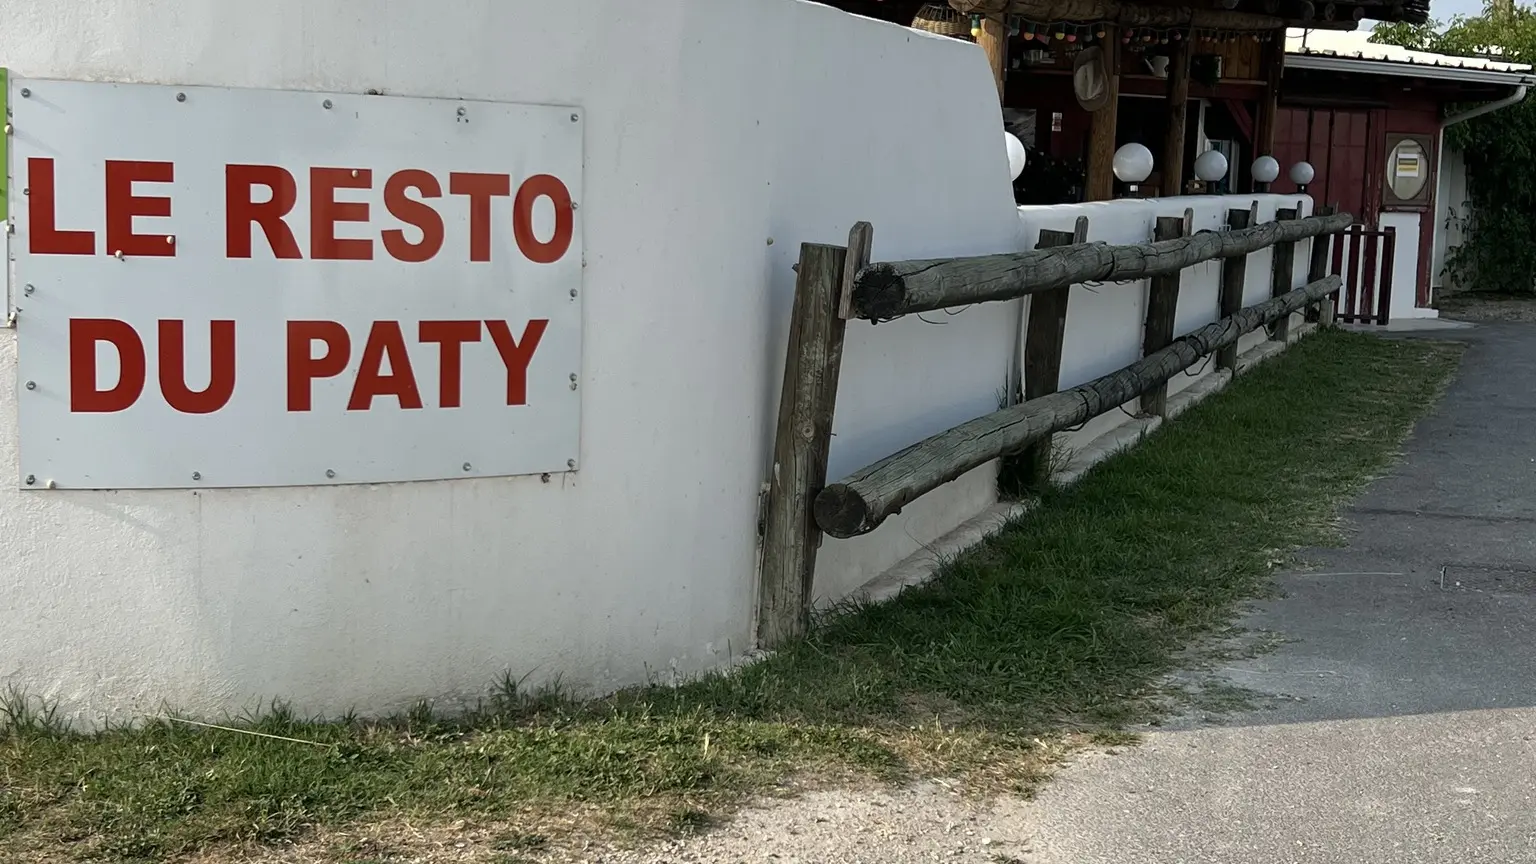 LE RESTO
DU PATY